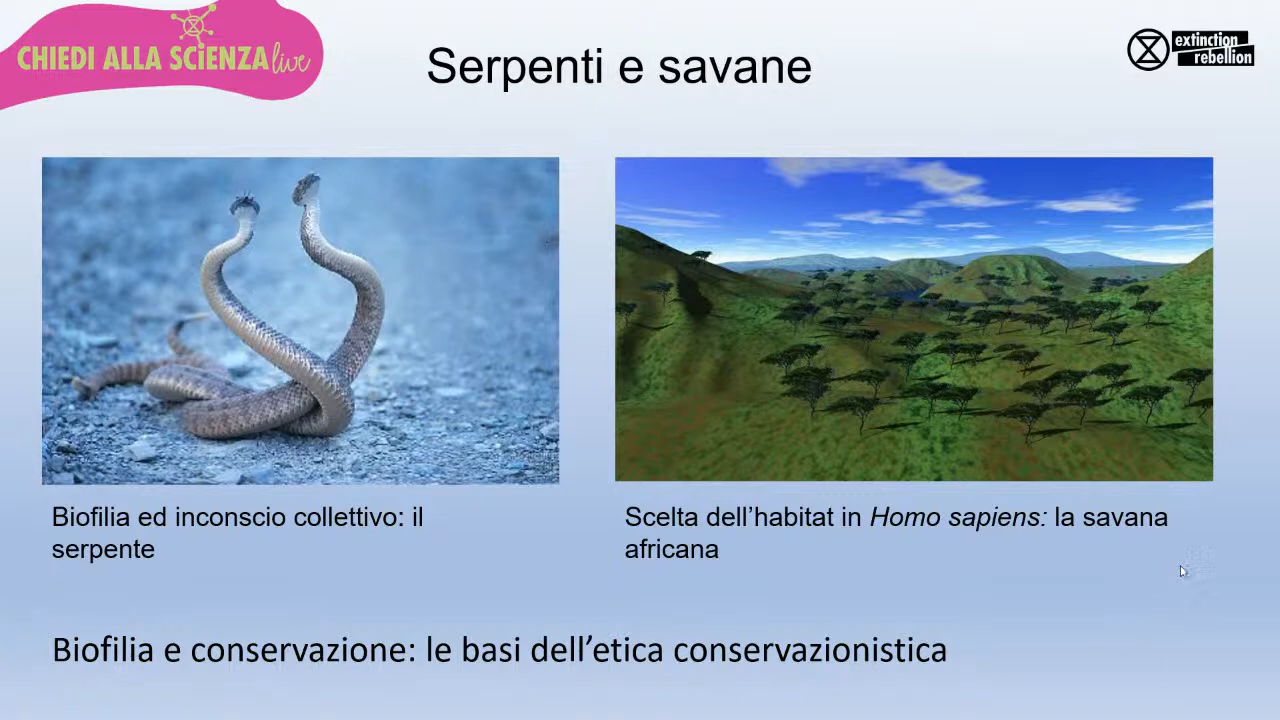 CHIEDI ALLA SCiENZA live
Serpenti e savane
extinction
rebellion
Biofilia ed inconscio collettivo: il
serpente
Scelta dell’habitat in Homo sapiens: la savana
africana
Biofilia e conservazione: le basi dell’etica conservazionistica